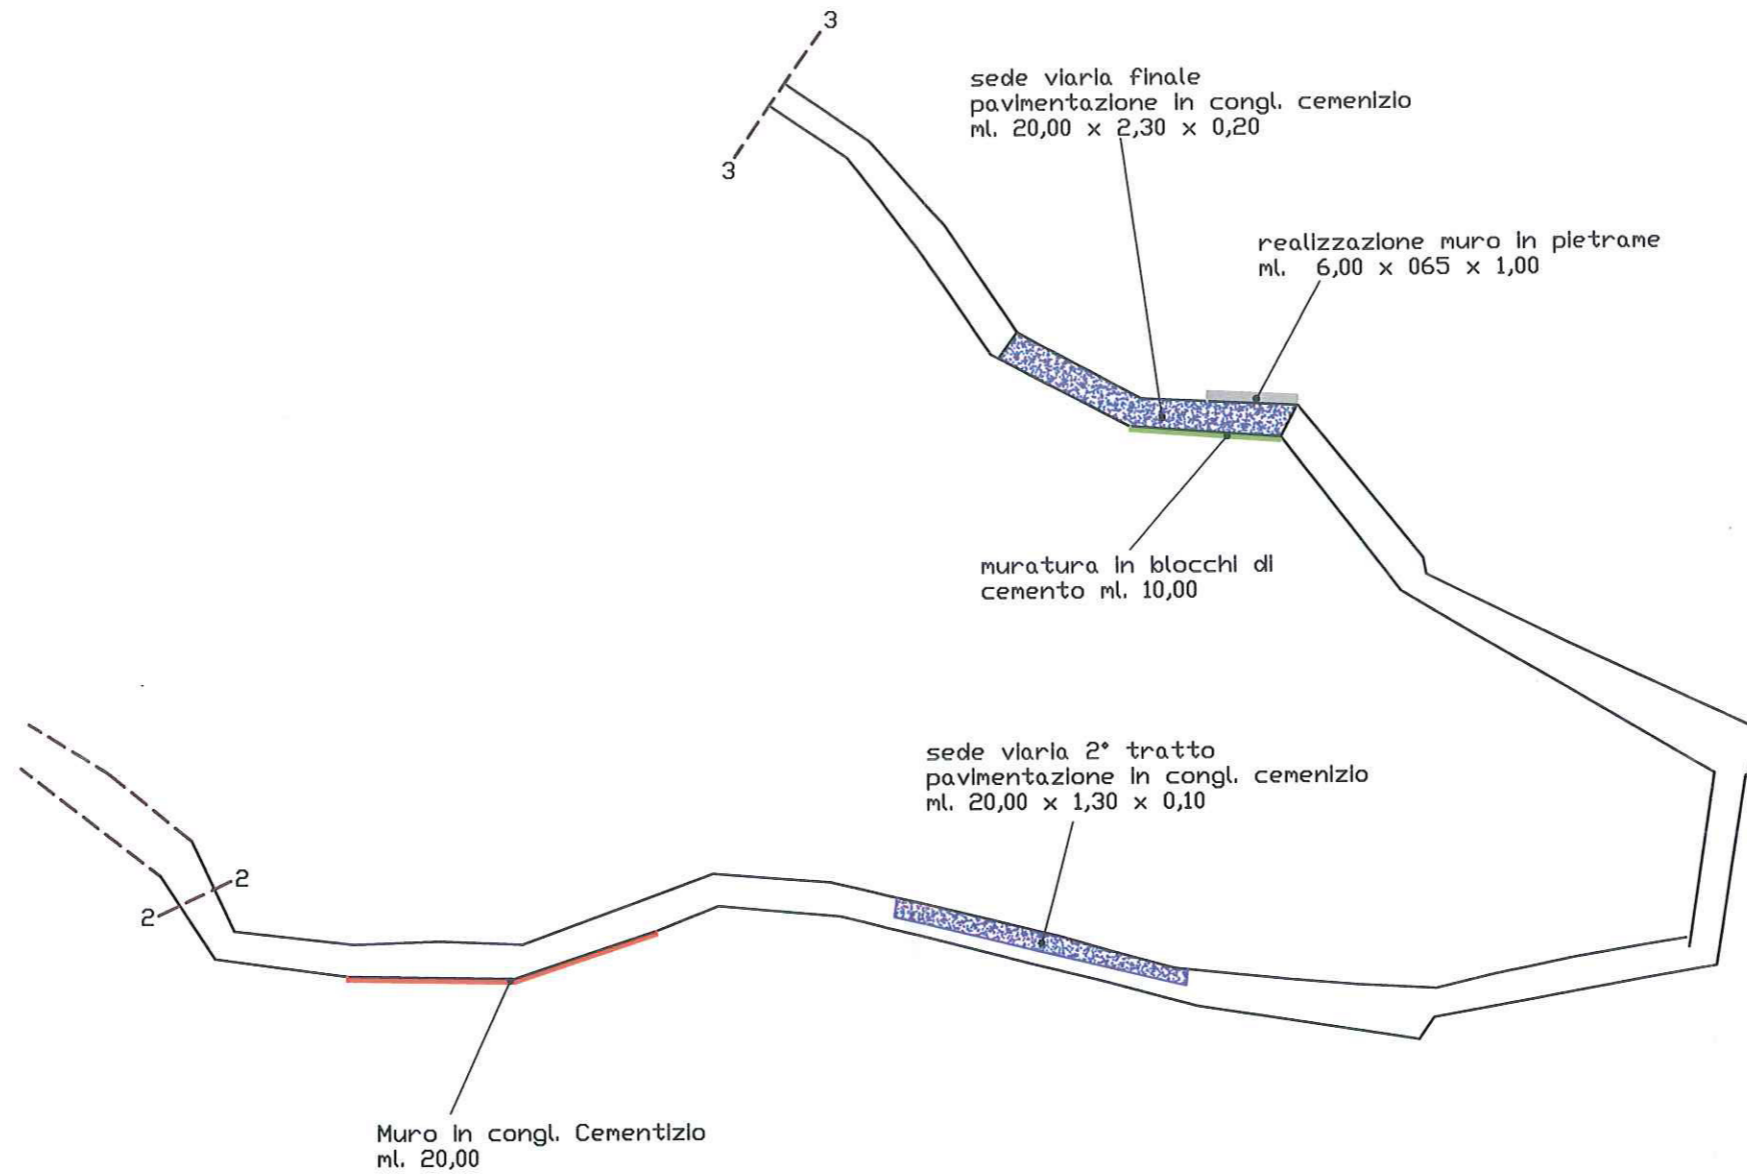 3
sede viaria finale
pavimentazione in congl. cemenizio
ml. 20,00 x 2,30 x 0,20
3
realizzazione muro in pietrame
ml. 6,00 x 065 x 1,00
muratura in blocchi di
cemento ml. 10,00
sede viaria 2° tratto
pavimentazione in congl. cemenizio
ml. 20,00 x 1,30 x 0,10
2
2
Muro in congl. Cementizio
ml. 20,00